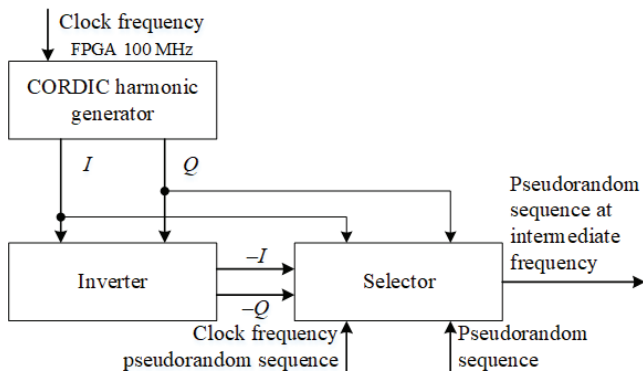 Clock frequency
FPGA 100 MHz
CORDIC harmonic
generator
I
Q
Pseudorandom
sequence at
intermediate
frequency
Inverter
–I
–Q
Selector
Clock frequency
pseudorandom sequence
Pseudorandom
sequence